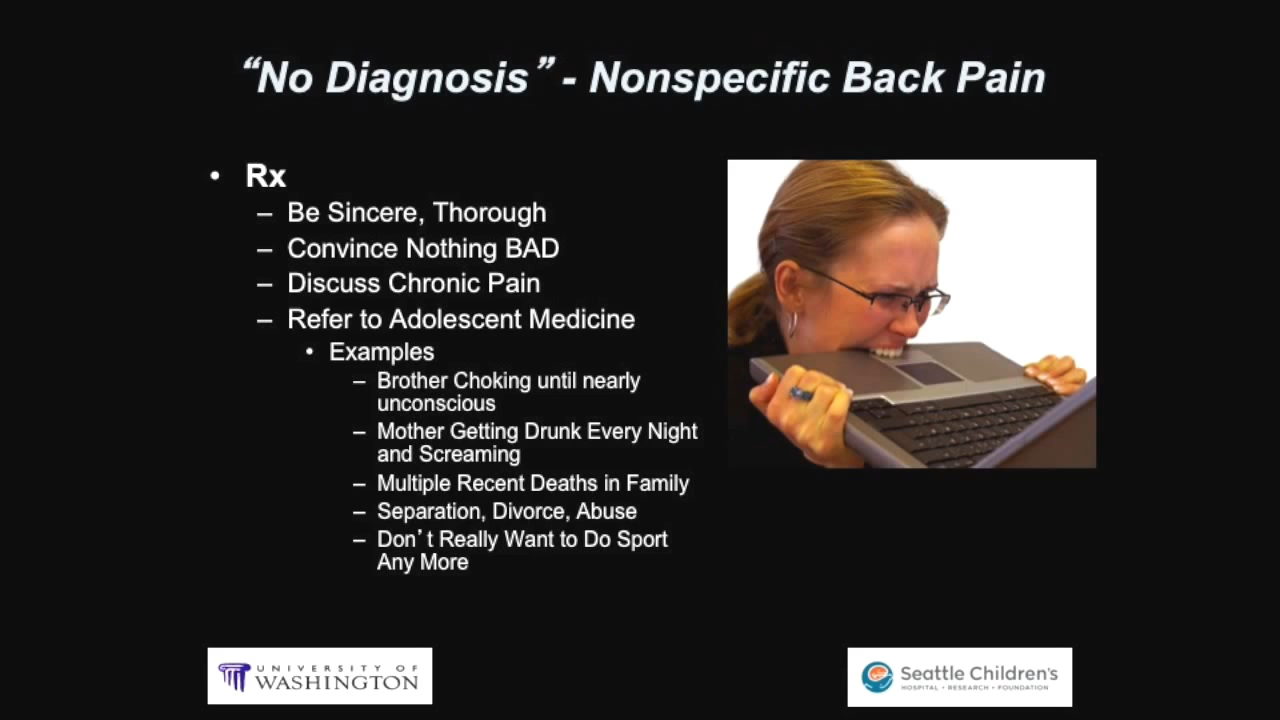 “No Diagnosis” - Nonspecific Back Pain
• Rx
– Be Sincere, Thorough
– Convince Nothing BAD
– Discuss Chronic Pain
– Refer to Adolescent Medicine
• Examples
– Brother Choking until nearly
unconscious
– Mother Getting Drunk Every Night
and Screaming
– Multiple Recent Deaths in Family
– Separation, Divorce, Abuse
– Don’t Really Want to Do Sport
Any More
UNIVERSITY OF
WASHINGTON
Seattle Children's
HOSPITAL • RESEARCH • FOUNDATION